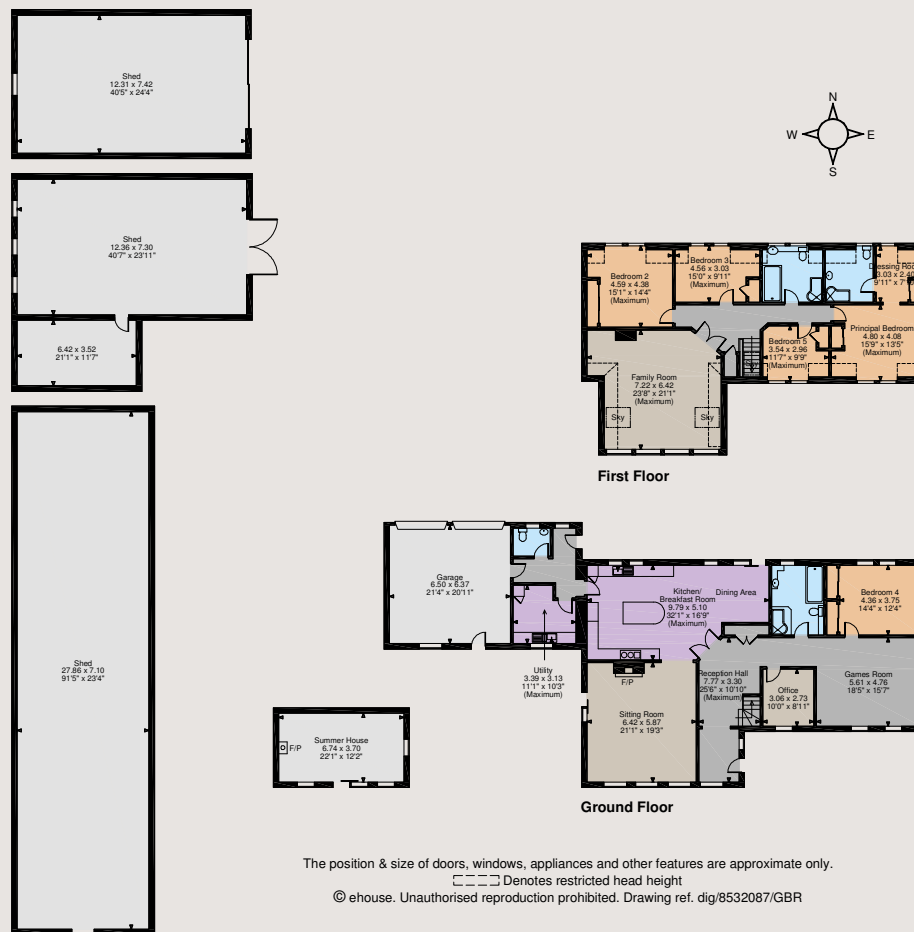 Shed
12.31 x 7.42
40'5" x 24'4"
N
W
E
S
Shed
12.36 x 7.30
40'7" x 23'11"
6.42 x 3.52
21'1" x 11'7"
Bedroom 2
4.59 x 4.38
15'1" x 14'4"
(Maximum)
Bedroom 3
4.56 x 3.03
15'0" x 9'11"
(Maximum)
3.03 x 2.40
Principal Bedroom
4.80 x 4.08
15'9" x 13'5"
(Maximum)
Bedroom 5
3.54 x 2.96
11'7" x 9'9"
(Maximum)
Family Room
7.22 x 6.42
23'8" x 21'1"
(Maximum)
Sky
Sky
First Floor
Garage
6.50 x 6.37
21'4" x 20'11"
Kitchen/
Breakfast Room
9.79 x 5.10
32'1" x 16'9"
(Maximum)
Dining Area
Bedroom 4
4.36 x 3.75
14'4" x 12'4"
Utility
3.39 x 3.13
11'1" x 10'3"
(Maximum)
F/P
Reception Hall
7.77 x 3.30
25'6" x 10'10"
(Maximum)
Office
3.06 x 2.73
10'0" x 8'11"
Games Room
5.61 x 4.76
18'5" x 15'7"
Sitting Room
6.42 x 5.87
21'1" x 19'3"
Shed
27.86 x 7.10
91'5" x 23'4"
Summer House
6.74 x 3.70
22'1" x 12'2"
F/P
Ground Floor
The position & size of doors, windows, appliances and other features are approximate only.
Denotes restricted head height
© ehouse. Unauthorised reproduction prohibited. Drawing ref. dig/8532087/GBR